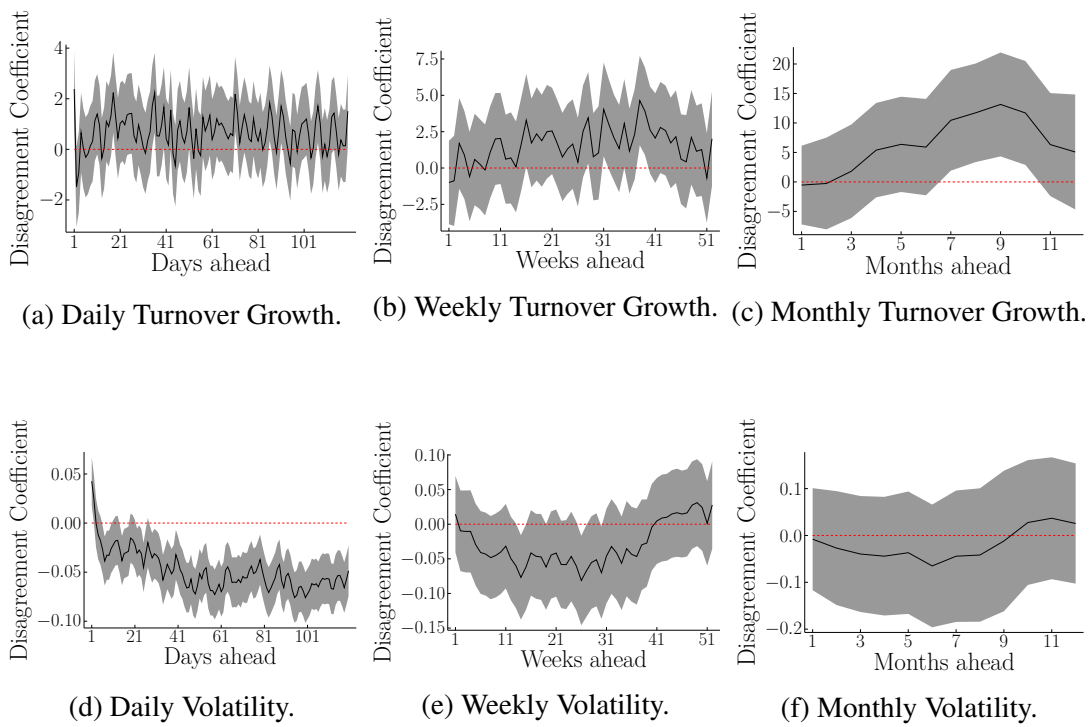 Disagreement Coefficient
4
2
0
−2
1 21 41 61 81 101
Days ahead
(a) Daily Turnover Growth.
Disagreement Coefficient
7.5
5.0
2.5
0.0
−2.5
1 11 21 31 41 51
Weeks ahead
(b) Weekly Turnover Growth.
Disagreement Coefficient
20
15
10
5
0
−5
1 3 5 7 9 11
Months ahead
(c) Monthly Turnover Growth.
Disagreement Coefficient
0.05
0.00
−0.05
−0.10
1 21 41 61 81 101
Days ahead
(d) Daily Volatility.
Disagreement Coefficient
0.10
0.05
0.00
−0.05
−0.10
−0.15
1 11 21 31 41 51
Weeks ahead
(e) Weekly Volatility.
Disagreement Coefficient
0.1
0.0
−0.1
−0.2
1 3 5 7 9 11
Months ahead
(f) Monthly Volatility.